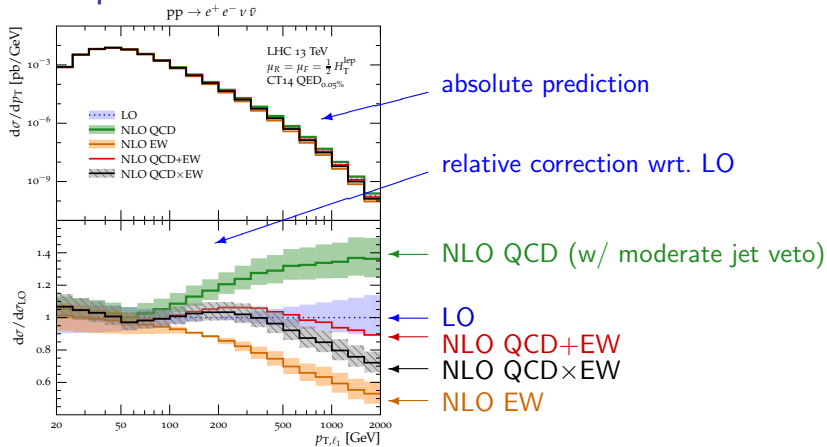 pp → e⁺ e⁻ ν ν̄
dσ/dp_T [pb/GeV]
10⁻³
10⁻⁶
10⁻⁹
LHC 13 TeV
μ_R = μ_F = ½ H_T^lep
CT14 QED_0.05%
LO
NLO QCD
NLO EW
NLO QCD+EW
NLO QCD×EW
absolute prediction
relative correction wrt. LO
dσ/dσ_LO
1.4
1.2
1
0.8
0.6
NLO QCD (w/ moderate jet veto)
LO
NLO QCD+EW
NLO QCD×EW
NLO EW
20 50 100 200 500 1000 2000
p_T,ℓ₁ [GeV]